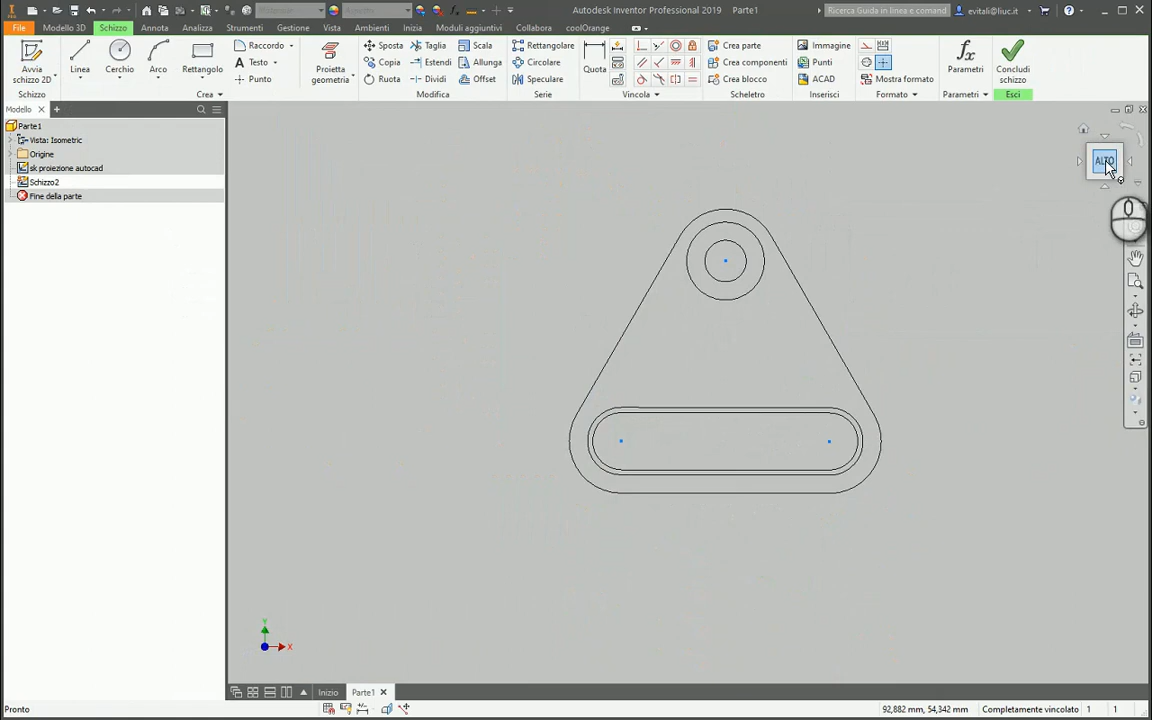 Autodesk Inventor Professional 2019 Parte1
Ricerca Guida in linea e comand
evitali@liuc.it
File Modello 3D Schizzo Annota Analisi Strumenti Gestione Vista Ambienti Inizia Moduli aggiuntivi Collabora coolOrange
Avvia schizzo 2D
Linea Cerchio Arco Rettangolo
Raccordo
Testo
Punto
Proietta geometria
Sposta Taglia Scala
Copia Estendi Allunga
Ruota Dividi Offset
Rettangolare
Circolare
Speculare
Quota
Crea parte
Crea componenti
Crea blocco
Immagine
Punti
ACAD
Mostra formato
Parametri
Concludi schizzo
Schizzo Crea Modifica Serie Vincola Scheletro Inserisci Formato Parametri Esci
Modello
Parte1
Vista: Isometric
Origine
sk proiezione autocad
Schizzo2
Fine della parte
ALTO
Y
X
Inizio Parte1
Pronto
92,882 mm, 54,342 mm Completamente vincolato 1 1